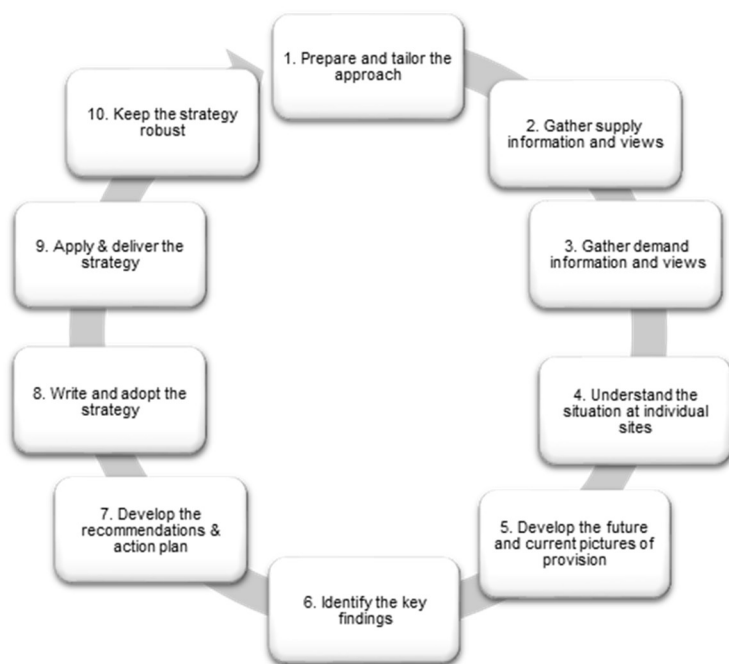 1. Prepare and tailor the
approach
2. Gather supply
information and views
3. Gather demand
information and views
4. Understand the
situation at individual
sites
5. Develop the future
and current pictures of
provision
6. Identify the key
findings
7. Develop the
recommendations &
action plan
8. Write and adopt the
strategy
9. Apply & deliver the
strategy
10. Keep the strategy
robust